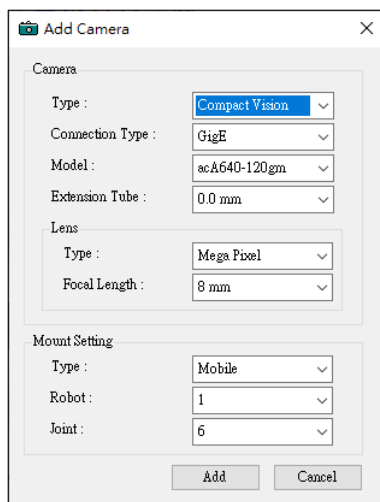 Add Camera
Camera
Type : Compact Vision
Connection Type : GigE
Model : acA640-120gm
Extension Tube : 0.0 mm
Lens
Type : Mega Pixel
Focal Length : 8 mm
Mount Setting
Type : Mobile
Robot : 1
Joint : 6
Add Cancel